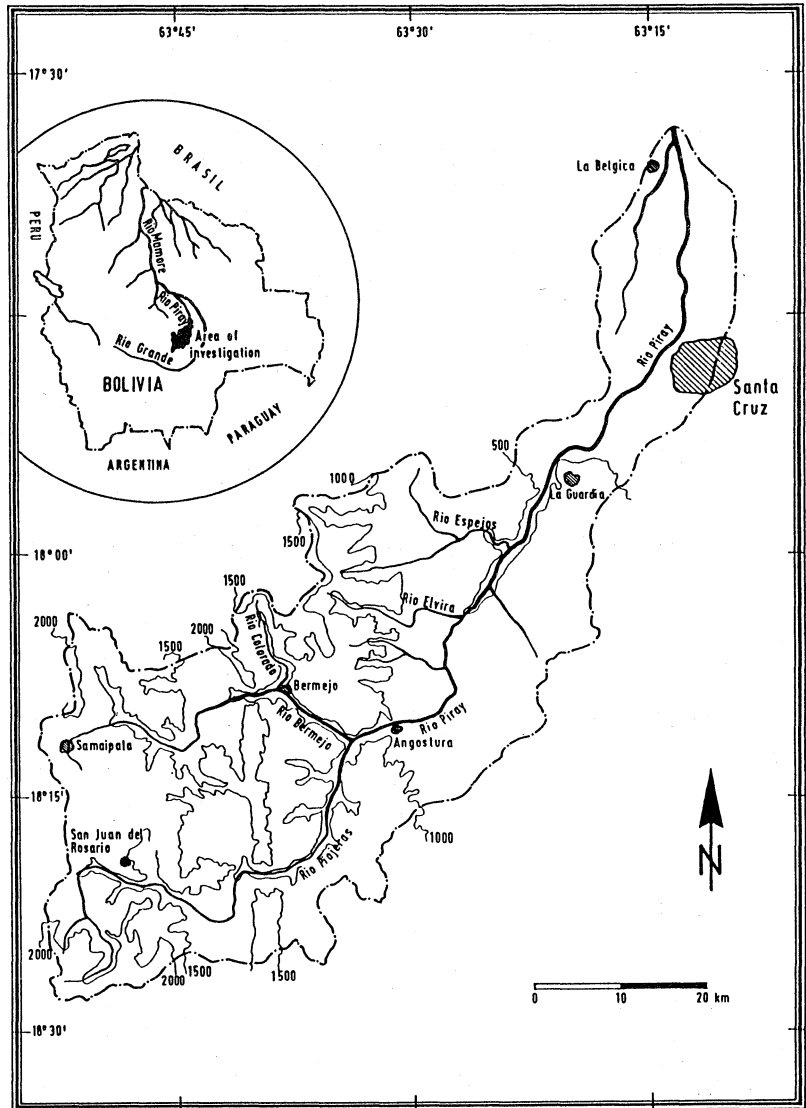 63°45'
63°30'
63°15'
17°30'
BRASIL
PERU
Rio Mamore
Rio Piray
Area of
investigation
Rio Grande
BOLIVIA
PARAGUAY
ARGENTINA
La Belgica
Rio Piray
Santa
Cruz
500
La Guardia
1000
1500
Rio Espejos
18°00'
1500
Rio Elvira
2000
2000
1500
Rio Colorado
Bermejo
Rio Bermejo
Rio Piray
Angostura
Samaipata
18°15'
San Juan del
Rosario
1000
Rio Piojeras
N
2000
2000
1500
1500
0
10
20 km
18°30'